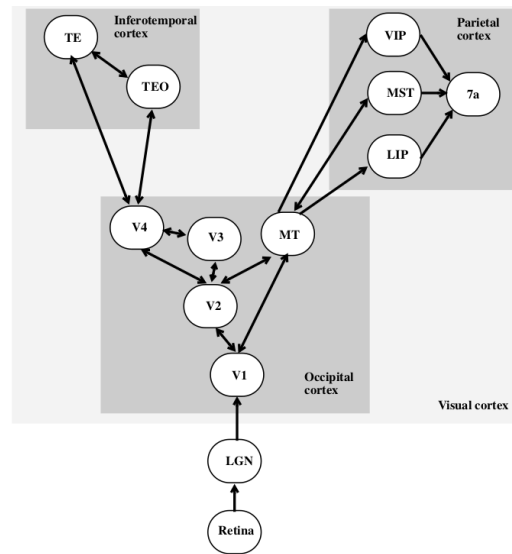 Inferotemporal
cortex
TE
TEO
VIP
Parietal
cortex
MST
7a
LIP
V4
V3
MT
V2
V1
Occipital
cortex
Visual cortex
LGN
Retina